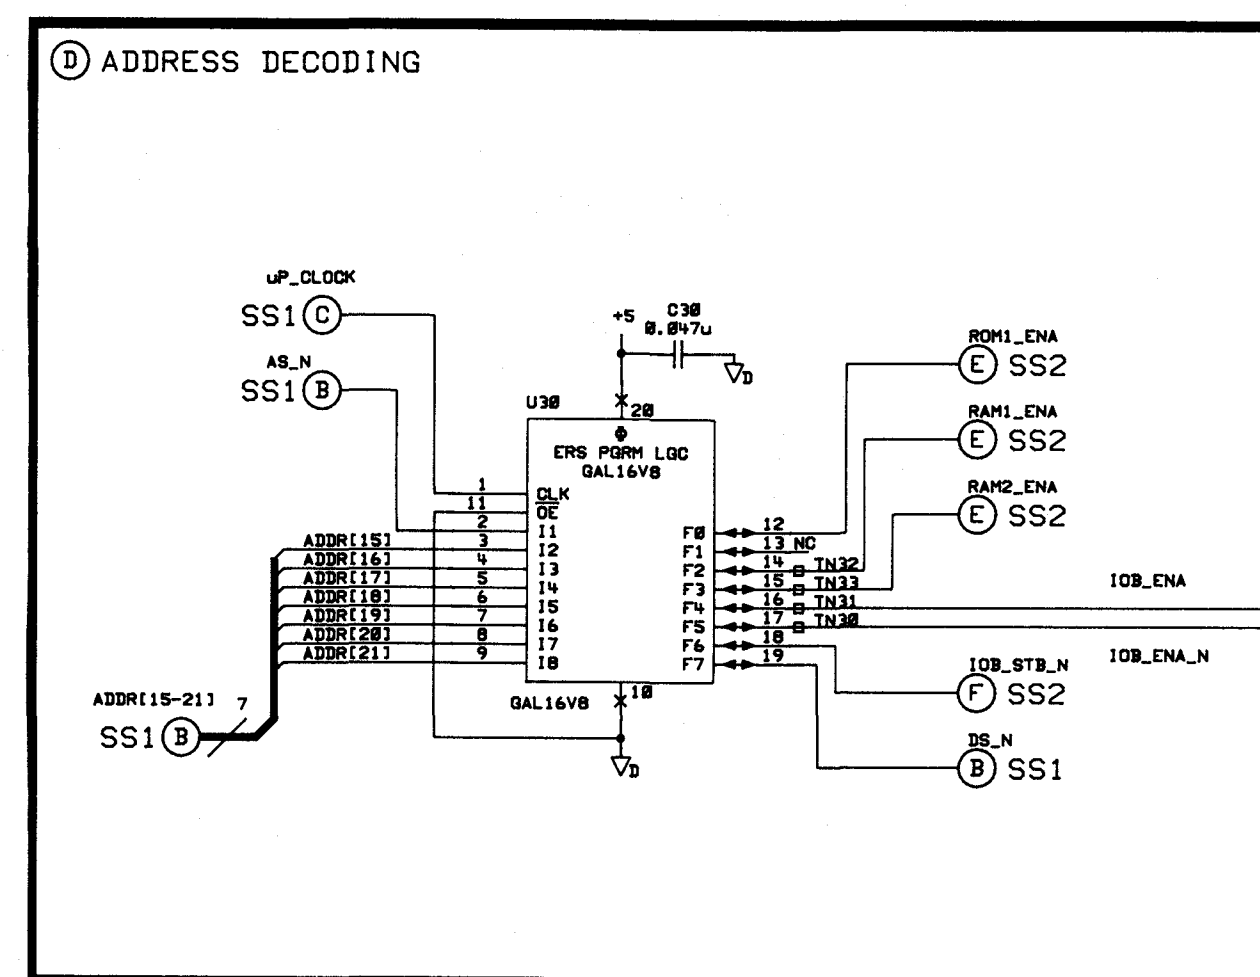 D ADDRESS DECODING
uP_CLOCK
SS1 C
AS_N
SS1 B
+5
C30
0.047u
D
U30
20
ERS PGRM LGC
GAL16V8
1 CLK
11 OE
2 I1
ADDR[15] 3 I2
ADDR[16] 4 I3
ADDR[17] 5 I4
ADDR[18] 6 I5
ADDR[19] 7 I6
ADDR[20] 8 I7
ADDR[21] 9 I8
F0 12
F1 13 NC
F2 14 TN32
F3 15 TN33
F4 16 TN31
F5 17 TN30
F6 18
F7 19
GAL16V8
10
D
ADDR[15-21] 7
SS1 B
ROM1_ENA
E SS2
RAM1_ENA
E SS2
RAM2_ENA
E SS2
IOB_ENA
IOB_ENA_N
IOB_STB_N
F SS2
DS_N
B SS1